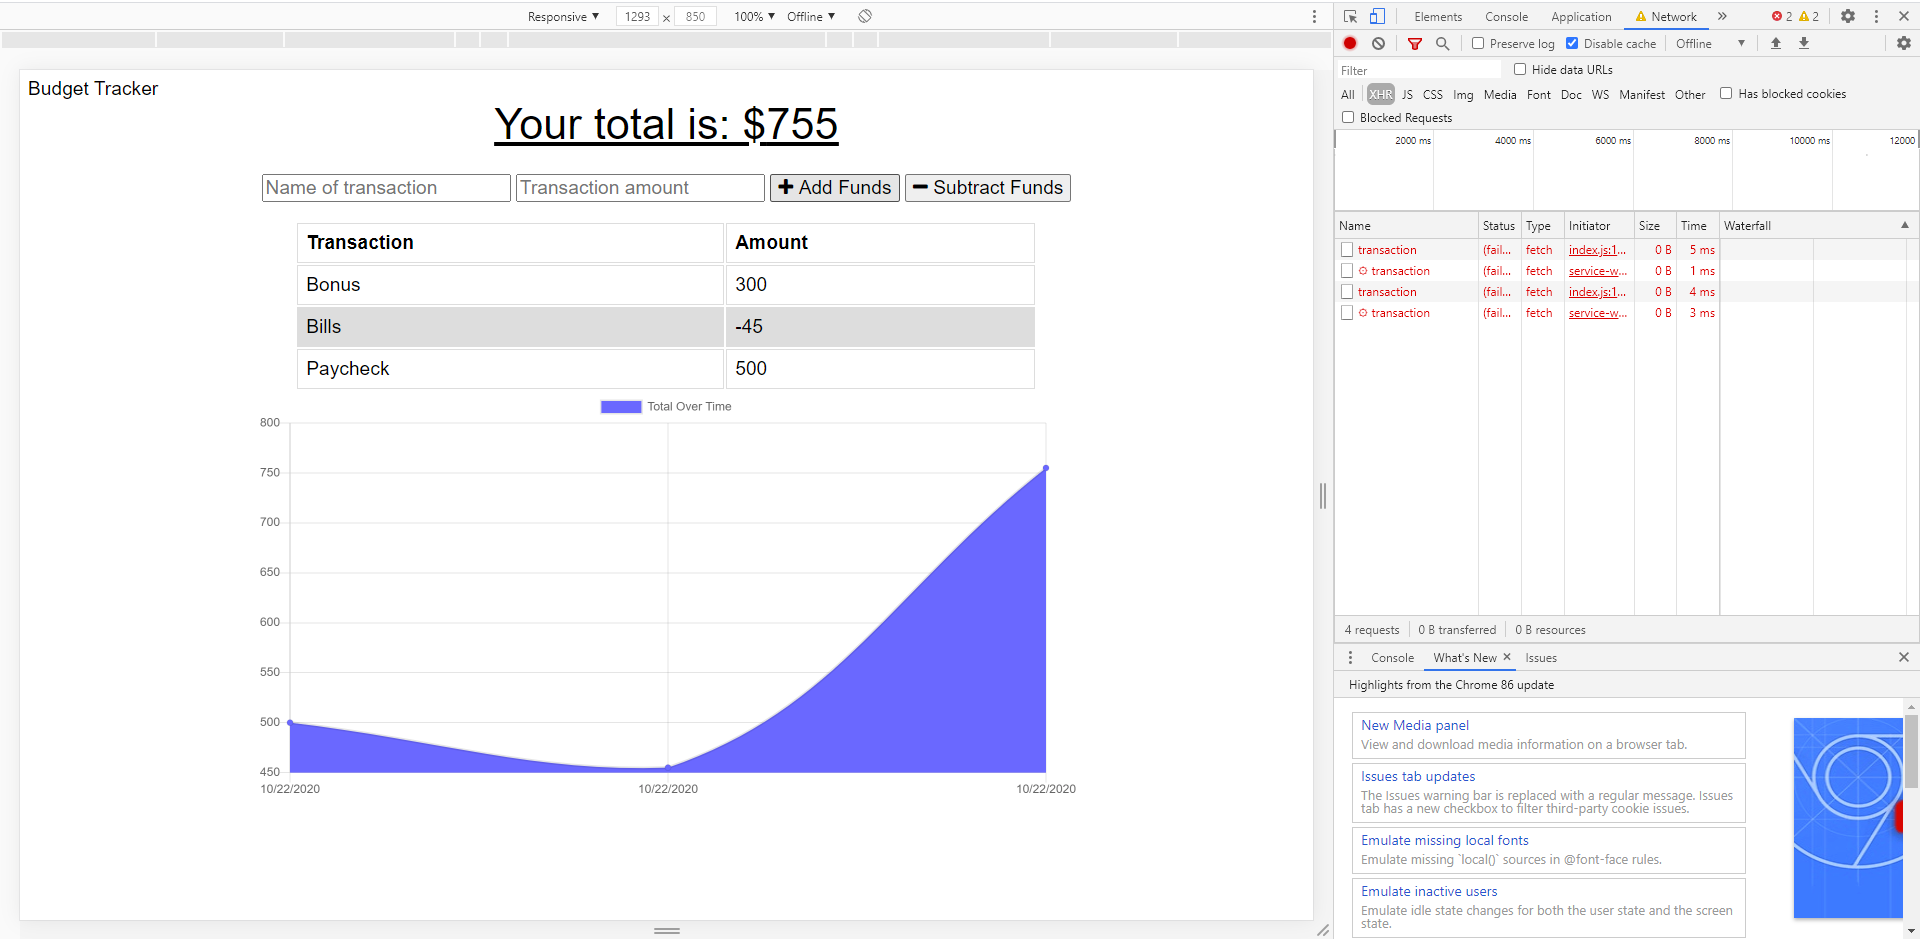 Responsive ▼ 1293 × 850 100% ▼ Offline ▼
Budget Tracker
Your total is: $755
Name of transaction Transaction amount Add Funds Subtract Funds
Transaction Amount
Bonus 300
Bills -45
Paycheck 500
Total Over Time
800
750
700
650
600
550
500
450
10/22/2020 10/22/2020 10/22/2020
Elements Console Application Network » 2 2
Preserve log Disable cache Offline ▼
Filter Hide data URLs
All XHR JS CSS Img Media Font Doc WS Manifest Other Has blocked cookies
Blocked Requests
2000 ms 4000 ms 6000 ms 8000 ms 10000 ms 12000
Name Status Type Initiator Size Time Waterfall ▲
transaction (fail... fetch index.js:1... 0 B 5 ms
transaction (fail... fetch service-w... 0 B 1 ms
transaction (fail... fetch index.js:1... 0 B 4 ms
transaction (fail... fetch service-w... 0 B 3 ms
4 requests 0 B transferred 0 B resources
Console What's New × Issues
Highlights from the Chrome 86 update
New Media panel
View and download media information on a browser tab.
Issues tab updates
The Issues warning bar is replaced with a regular message. Issues
tab has a new checkbox to filter third-party cookie issues.
Emulate missing local fonts
Emulate missing `local()` sources in @font-face rules.
Emulate inactive users
Emulate idle state changes for both the user state and the screen
state.